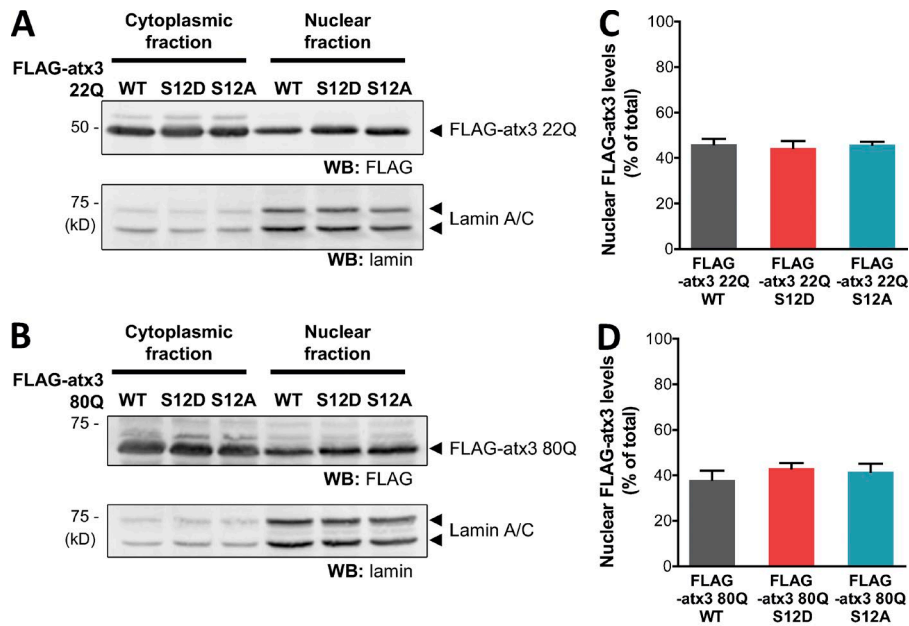 A
Cytoplasmic fraction
Nuclear fraction
FLAG-atx3 22Q
WT S12D S12A WT S12D S12A
50 -
FLAG-atx3 22Q
WB: FLAG
75 -
(kD)
Lamin A/C
WB: lamin
B
Cytoplasmic fraction
Nuclear fraction
FLAG-atx3 80Q
WT S12D S12A WT S12D S12A
75 -
FLAG-atx3 80Q
WB: FLAG
75 -
(kD)
Lamin A/C
WB: lamin
C
Nuclear FLAG-atx3 levels
(% of total)
100
80
60
40
20
0
FLAG -atx3 22Q WT
FLAG -atx3 22Q S12D
FLAG -atx3 22Q S12A
D
Nuclear FLAG-atx3 levels
(% of total)
100
80
60
40
20
0
FLAG -atx3 80Q WT
FLAG -atx3 80Q S12D
FLAG -atx3 80Q S12A